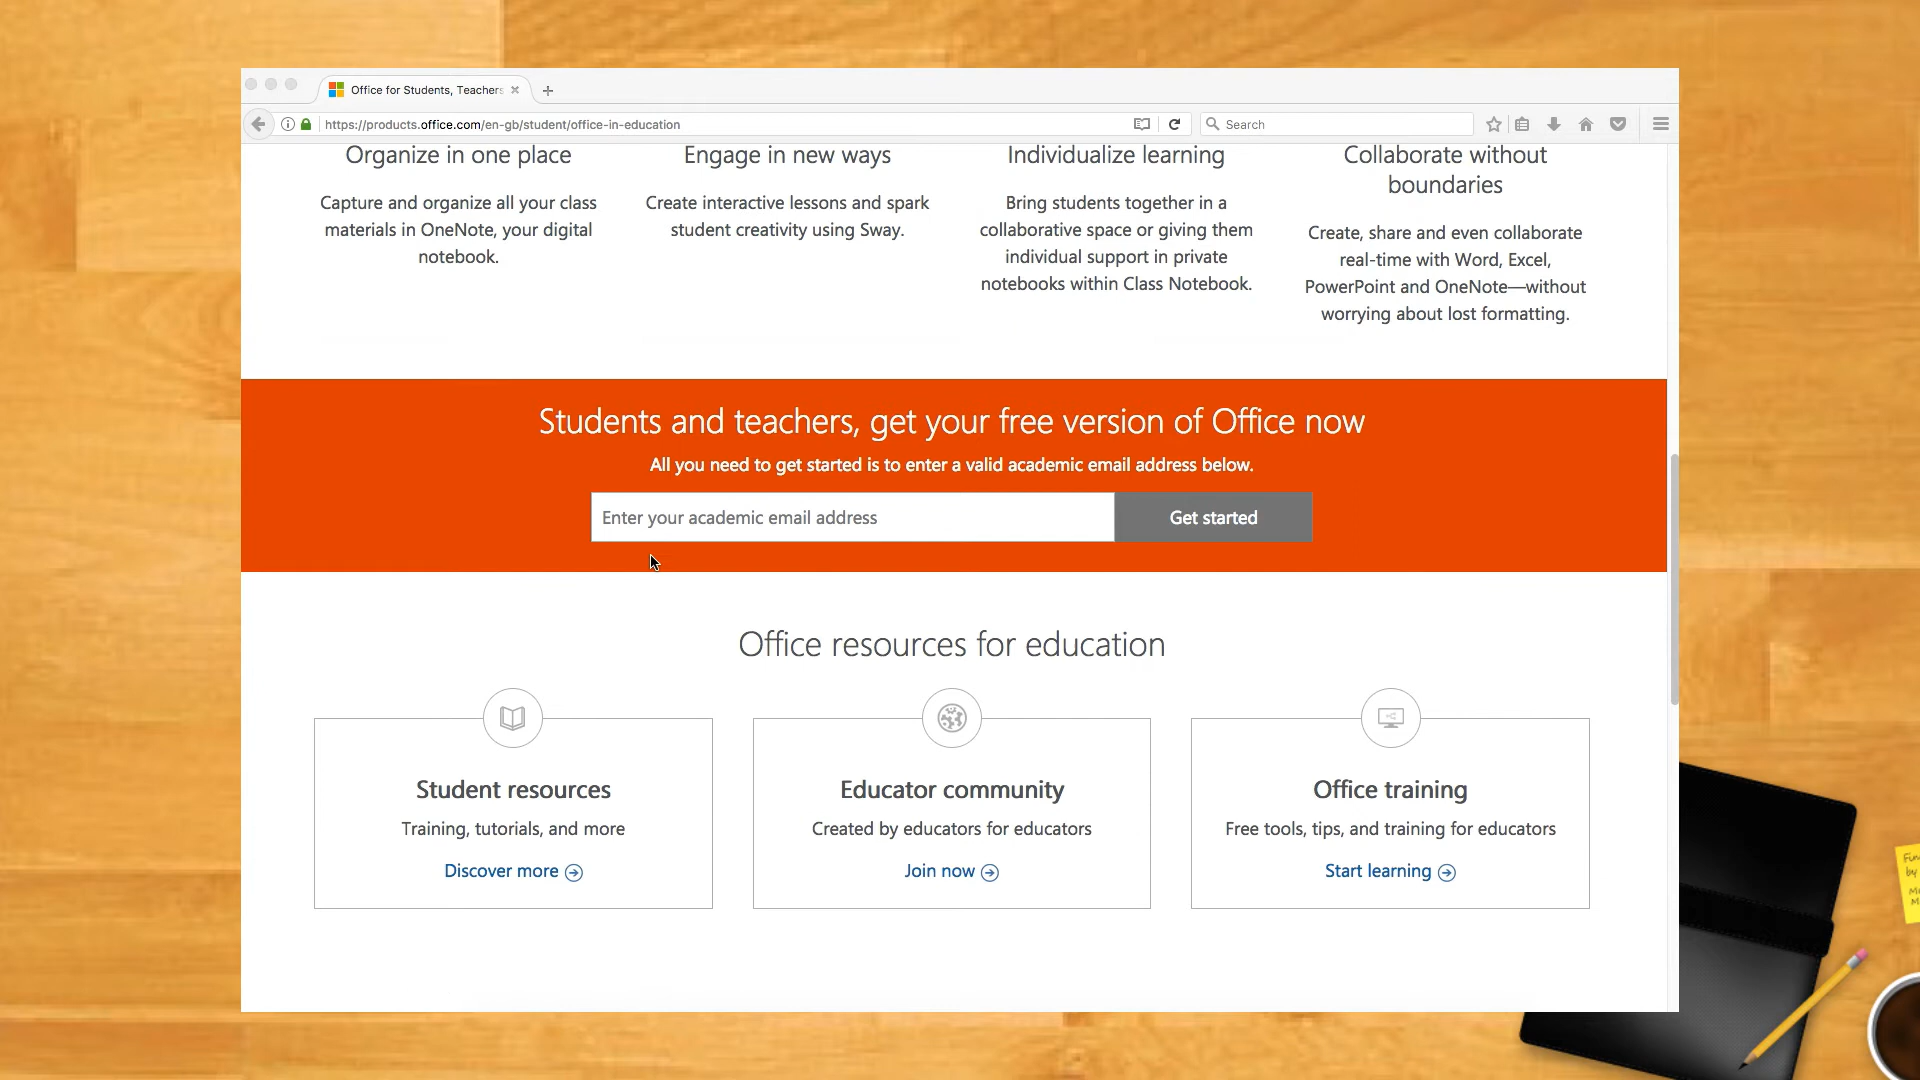 Office for Students, Teachers
https://products.office.com/en-gb/student/office-in-education
Search
Organize in one place
Capture and organize all your class
materials in OneNote, your digital
notebook.
Engage in new ways
Create interactive lessons and spark
student creativity using Sway.
Individualize learning
Bring students together in a
collaborative space or giving them
individual support in private
notebooks within Class Notebook.
Collaborate without
boundaries
Create, share and even collaborate
real-time with Word, Excel,
PowerPoint and OneNote—without
worrying about lost formatting.
Students and teachers, get your free version of Office now
All you need to get started is to enter a valid academic email address below.
Enter your academic email address
Get started
Office resources for education
Student resources
Training, tutorials, and more
Discover more
Educator community
Created by educators for educators
Join now
Office training
Free tools, tips, and training for educators
Start learning
by